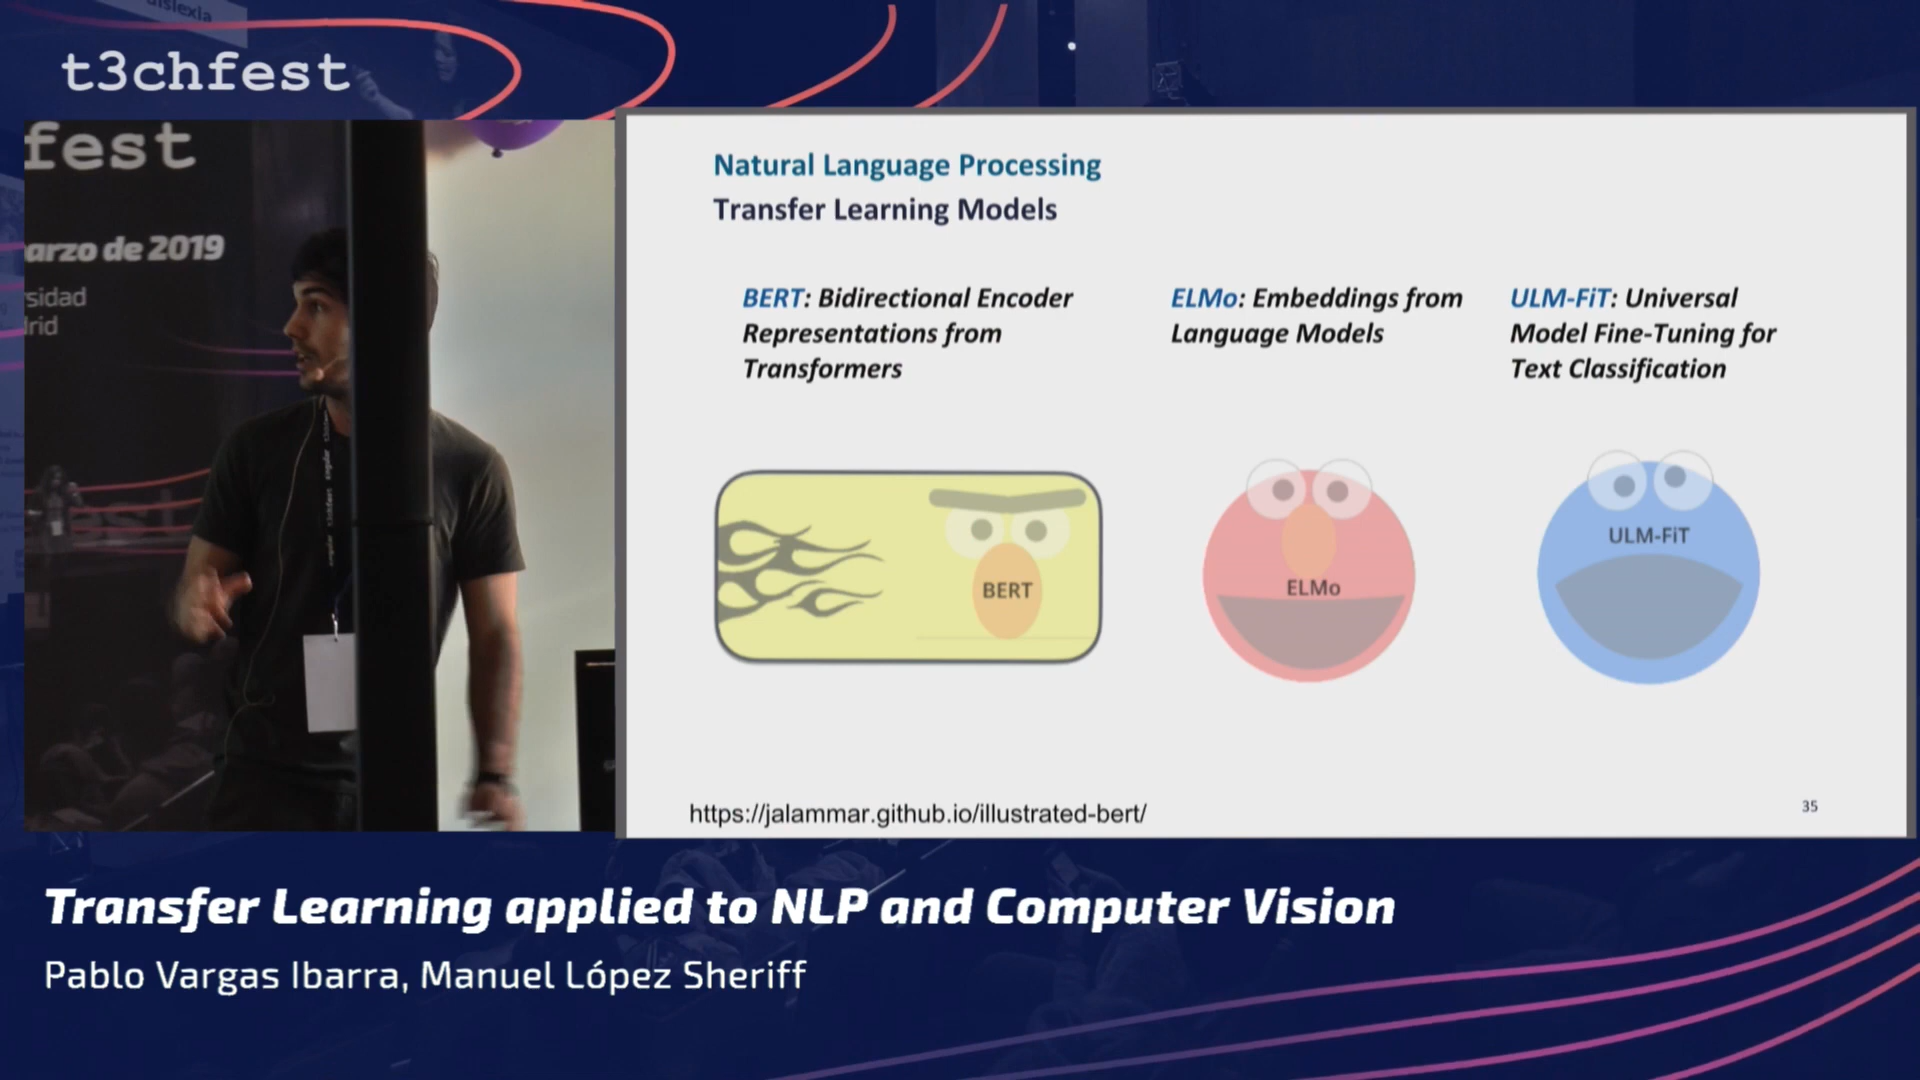 dislexia
t3chfest
fest
arzo de 2019
sidad
rid
Natural Language Processing
Transfer Learning Models
BERT: Bidirectional Encoder
Representations from
Transformers
ELMo: Embeddings from
Language Models
ULM-FiT: Universal
Model Fine-Tuning for
Text Classification
BERT
ELMo
ULM-FiT
https://jalammar.github.io/illustrated-bert/
35
Transfer Learning applied to NLP and Computer Vision
Pablo Vargas Ibarra, Manuel López Sheriff